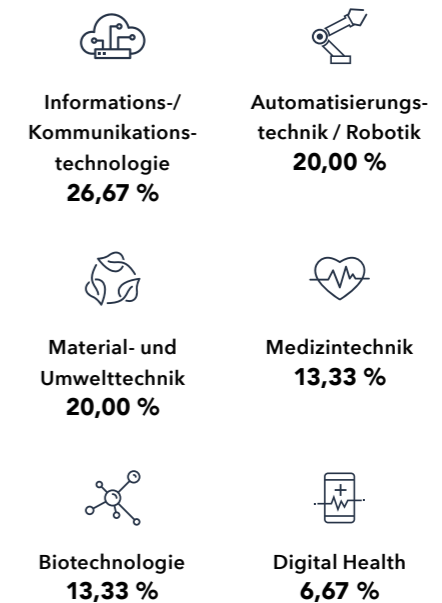 Informations-/
Kommunikations-
technologie
26,67 %
Automatisierungs-
technik / Robotik
20,00 %
Material- und
Umwelttechnik
20,00 %
Medizintechnik
13,33 %
Biotechnologie
13,33 %
Digital Health
6,67 %